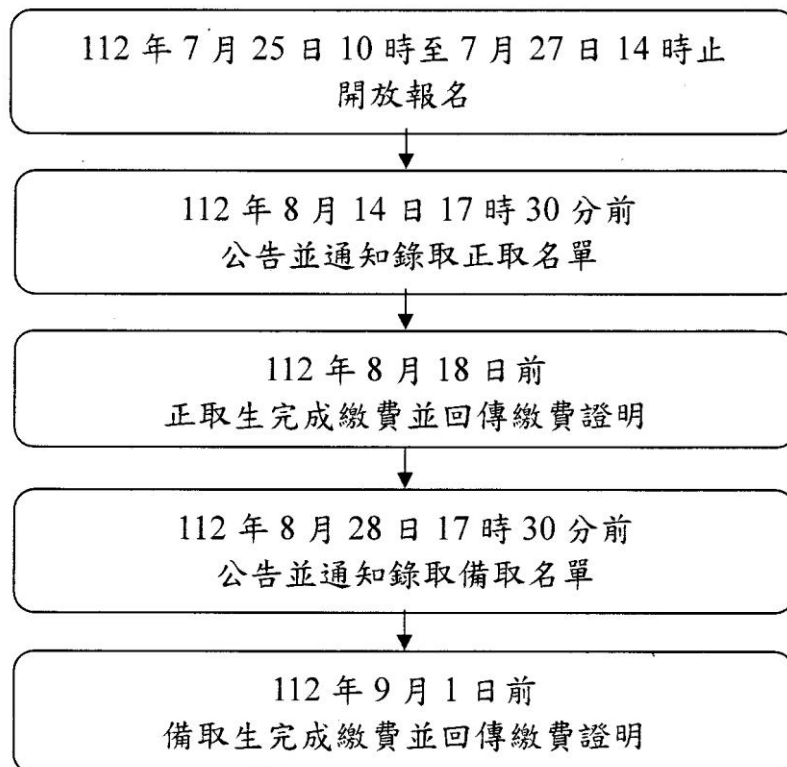 112 年 7 月 25 日 10 時至 7 月 27 日 14 時止
開放報名
112 年 8 月 14 日 17 時 30 分前
公告並通知錄取正取名單
112 年 8 月 18 日前
正取生完成繳費並回傳繳費證明
112 年 8 月 28 日 17 時 30 分前
公告並通知錄取備取名單
112 年 9 月 1 日前
備取生完成繳費並回傳繳費證明